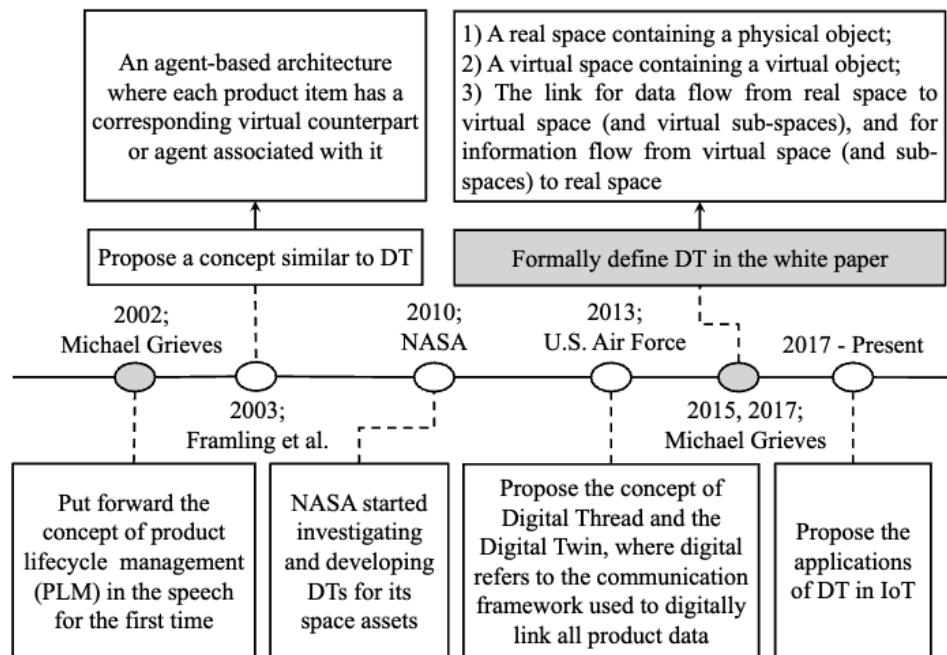 An agent-based architecture
where each product item has a
corresponding virtual counterpart
or agent associated with it
1) A real space containing a physical object;
2) A virtual space containing a virtual object;
3) The link for data flow from real space to
virtual space (and virtual sub-spaces), and for
information flow from virtual space (and sub-
spaces) to real space
Propose a concept similar to DT
Formally define DT in the white paper
2002;
Michael Grieves
2010;
NASA
2013;
U.S. Air Force
2017 - Present
2003;
Framling et al.
2015, 2017;
Michael Grieves
Put forward the
concept of product
lifecycle management
(PLM) in the speech
for the first time
NASA started
investigating
and developing
DTs for its
space assets
Propose the concept of
Digital Thread and the
Digital Twin, where digital
refers to the communication
framework used to digitally
link all product data
Propose the
applications
of DT in IoT